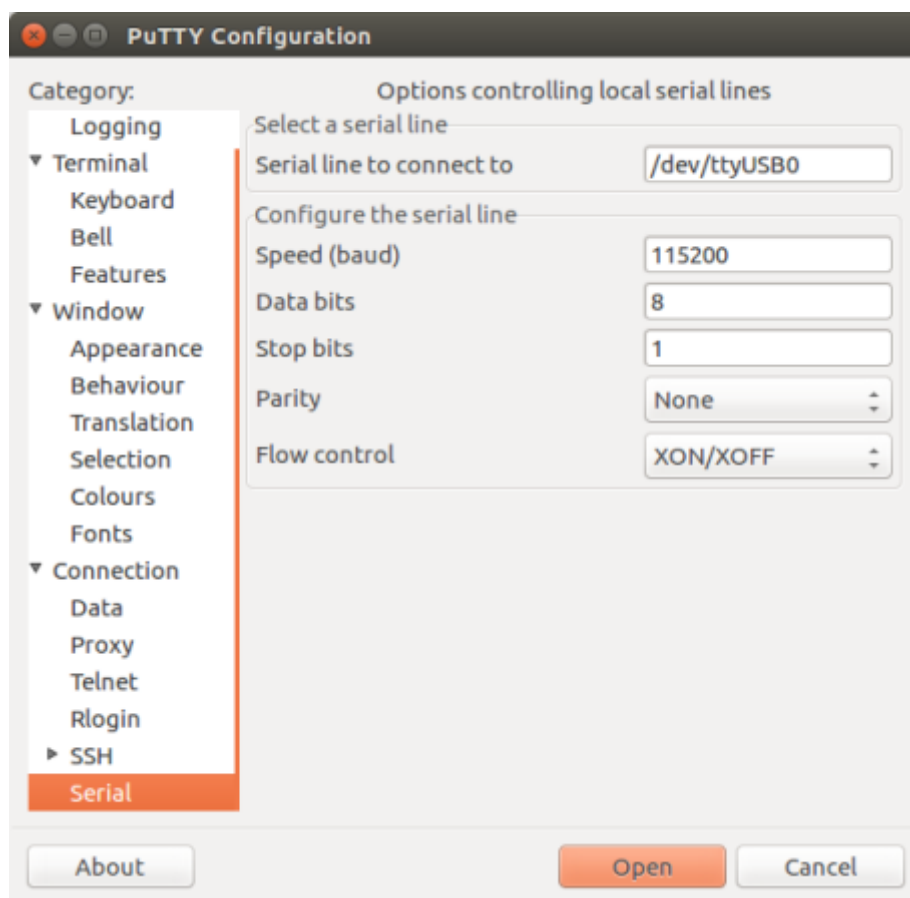 PuTTY Configuration
Category:
Logging
Terminal
Keyboard
Bell
Features
Window
Appearance
Behaviour
Translation
Selection
Colours
Fonts
Connection
Data
Proxy
Telnet
Rlogin
SSH
Serial
Options controlling local serial lines
Select a serial line
Serial line to connect to /dev/ttyUSB0
Configure the serial line
Speed (baud) 115200
Data bits 8
Stop bits 1
Parity None
Flow control XON/XOFF
About Open Cancel